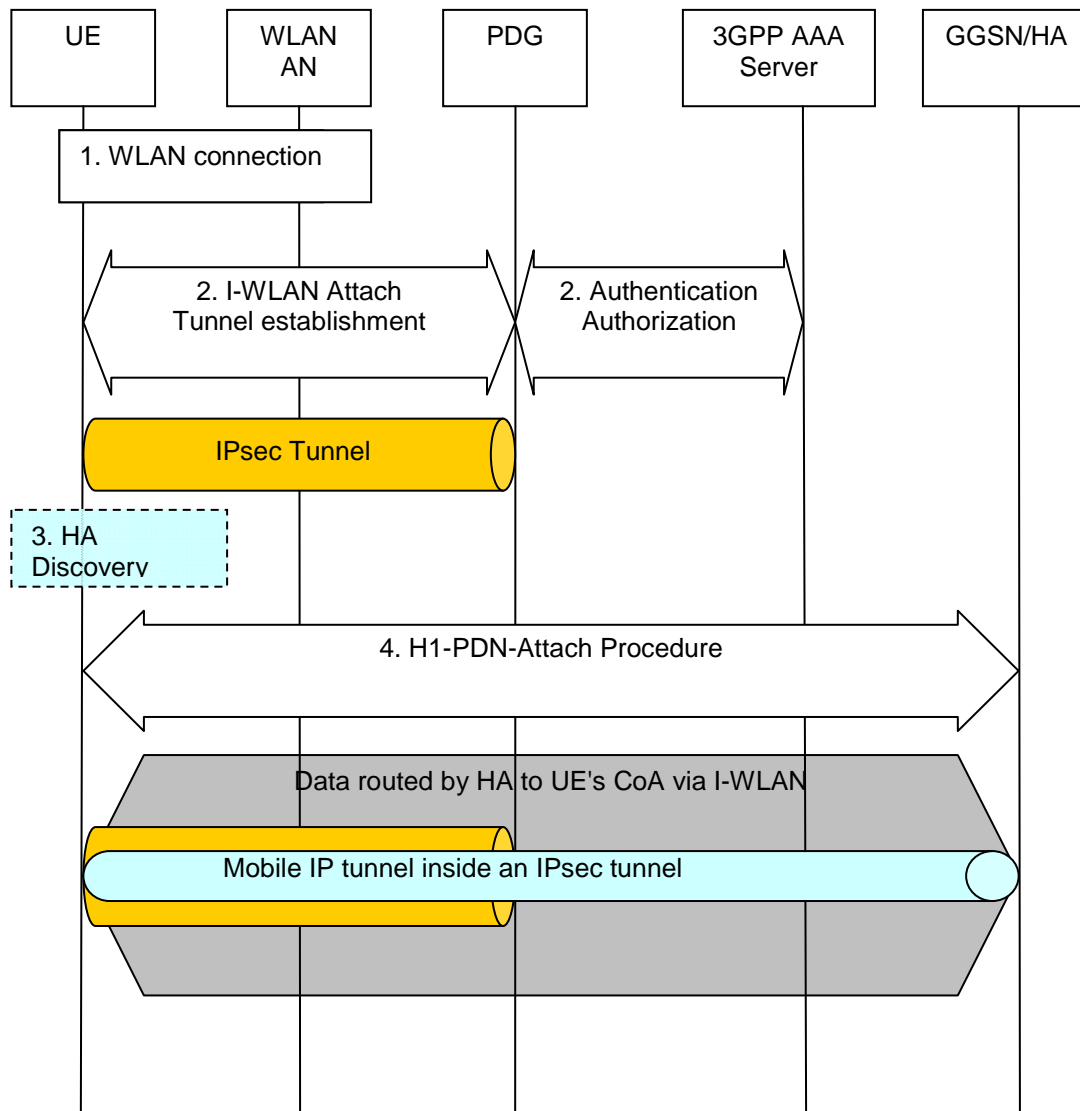 UE
WLAN
AN
PDG
3GPP AAA
Server
GGSN/HA
1. WLAN connection
2. I-WLAN Attach
Tunnel establishment
2. Authentication
Authorization
IPsec Tunnel
3. HA
Discovery
4. H1-PDN-Attach Procedure
Data routed by HA to UE's CoA via I-WLAN
Mobile IP tunnel inside an IPsec tunnel